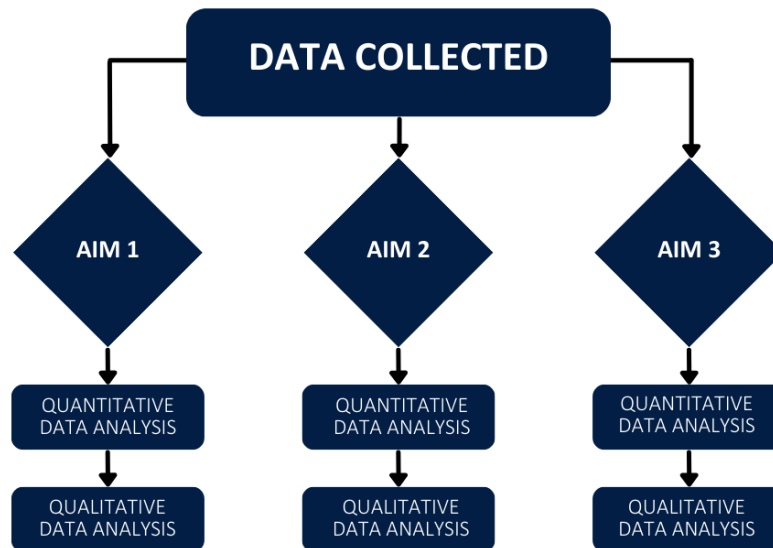 DATA COLLECTED
AIM 1
AIM 2
AIM 3
QUANTITATIVE
DATA ANALYSIS
QUANTITATIVE
DATA ANALYSIS
QUANTITATIVE
DATA ANALYSIS
QUALITATIVE
DATA ANALYSIS
QUALITATIVE
DATA ANALYSIS
QUALITATIVE
DATA ANALYSIS